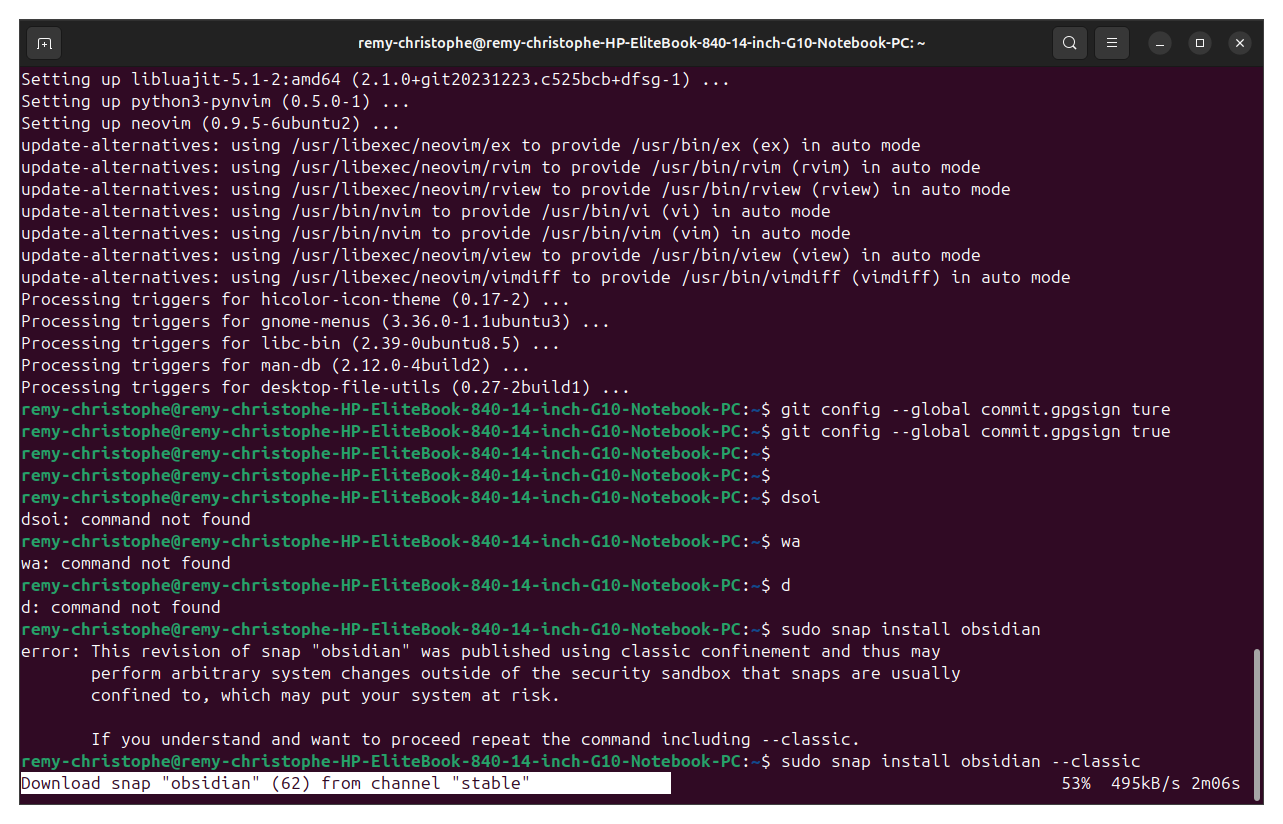 remy-christophe@remy-christophe-HP-EliteBook-840-14-inch-G10-Notebook-PC: ~
Setting up libluajit-5.1-2:amd64 (2.1.0+git20231223.c525bcb+dfsg-1) ...
Setting up python3-pynvim (0.5.0-1) ...
Setting up neovim (0.9.5-6ubuntu2) ...
update-alternatives: using /usr/libexec/neovim/ex to provide /usr/bin/ex (ex) in auto mode
update-alternatives: using /usr/libexec/neovim/rvim to provide /usr/bin/rvim (rvim) in auto mode
update-alternatives: using /usr/libexec/neovim/rview to provide /usr/bin/rview (rview) in auto mode
update-alternatives: using /usr/bin/nvim to provide /usr/bin/vi (vi) in auto mode
update-alternatives: using /usr/bin/nvim to provide /usr/bin/vim (vim) in auto mode
update-alternatives: using /usr/libexec/neovim/view to provide /usr/bin/view (view) in auto mode
update-alternatives: using /usr/libexec/neovim/vimdiff to provide /usr/bin/vimdiff (vimdiff) in auto mode
Processing triggers for hicolor-icon-theme (0.17-2) ...
Processing triggers for gnome-menus (3.36.0-1.1ubuntu3) ...
Processing triggers for libc-bin (2.39-0ubuntu8.5) ...
Processing triggers for man-db (2.12.0-4build2) ...
Processing triggers for desktop-file-utils (0.27-2build1) ...
remy-christophe@remy-christophe-HP-EliteBook-840-14-inch-G10-Notebook-PC:~$ git config --global commit.gpgsign ture
remy-christophe@remy-christophe-HP-EliteBook-840-14-inch-G10-Notebook-PC:~$ git config --global commit.gpgsign true
remy-christophe@remy-christophe-HP-EliteBook-840-14-inch-G10-Notebook-PC:~$
remy-christophe@remy-christophe-HP-EliteBook-840-14-inch-G10-Notebook-PC:~$
remy-christophe@remy-christophe-HP-EliteBook-840-14-inch-G10-Notebook-PC:~$ dsoi
dsoi: command not found
remy-christophe@remy-christophe-HP-EliteBook-840-14-inch-G10-Notebook-PC:~$ wa
wa: command not found
remy-christophe@remy-christophe-HP-EliteBook-840-14-inch-G10-Notebook-PC:~$ d
d: command not found
remy-christophe@remy-christophe-HP-EliteBook-840-14-inch-G10-Notebook-PC:~$ sudo snap install obsidian
error: This revision of snap "obsidian" was published using classic confinement and thus may
perform arbitrary system changes outside of the security sandbox that snaps are usually
confined to, which may put your system at risk.
If you understand and want to proceed repeat the command including --classic.
remy-christophe@remy-christophe-HP-EliteBook-840-14-inch-G10-Notebook-PC:~$ sudo snap install obsidian --classic
Download snap "obsidian" (62) from channel "stable" 53% 495kB/s 2m06s